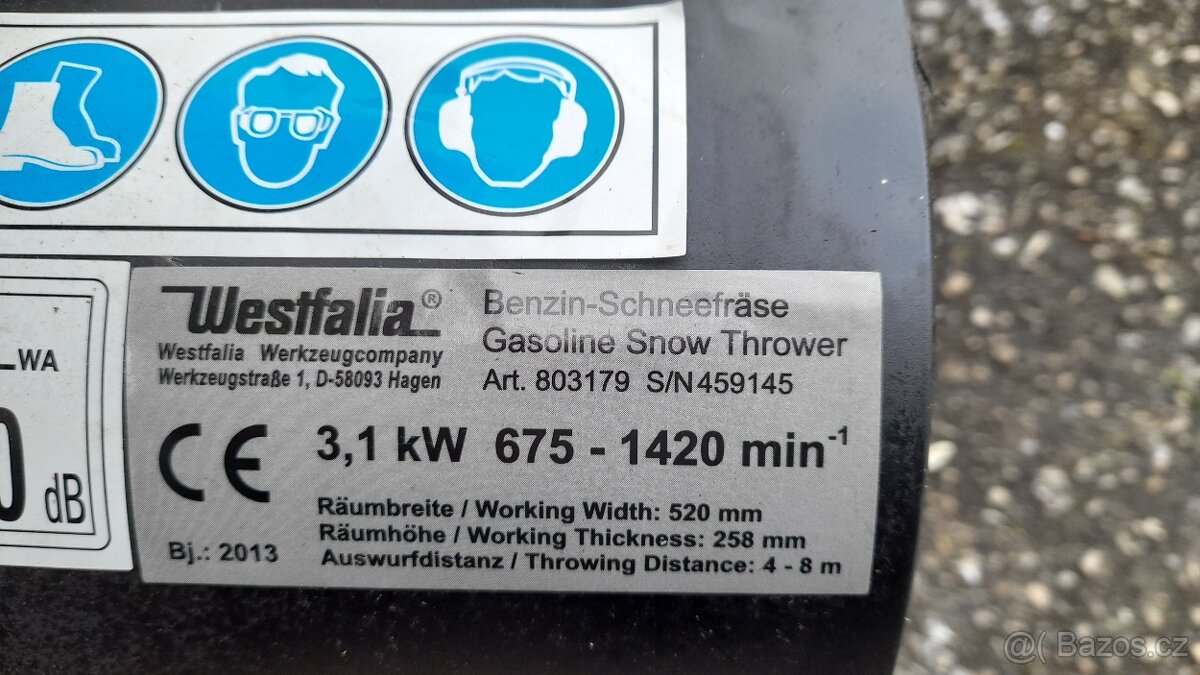 Westfalia®
Westfalia Werkzeugcompany
Werkzeugstraße 1, D-58093 Hagen
Benzin-Schneefräse
Gasoline Snow Thrower
Art. 803179 S/N459145
CE
3,1 kW 675 - 1420 min-1
Räumbreite / Working Width: 520 mm
Räumhöhe / Working Thickness: 258 mm
Auswurfdistanz / Throwing Distance: 4 - 8 m
Bj.: 2013
WA
0 dB
@( Bazos.cz